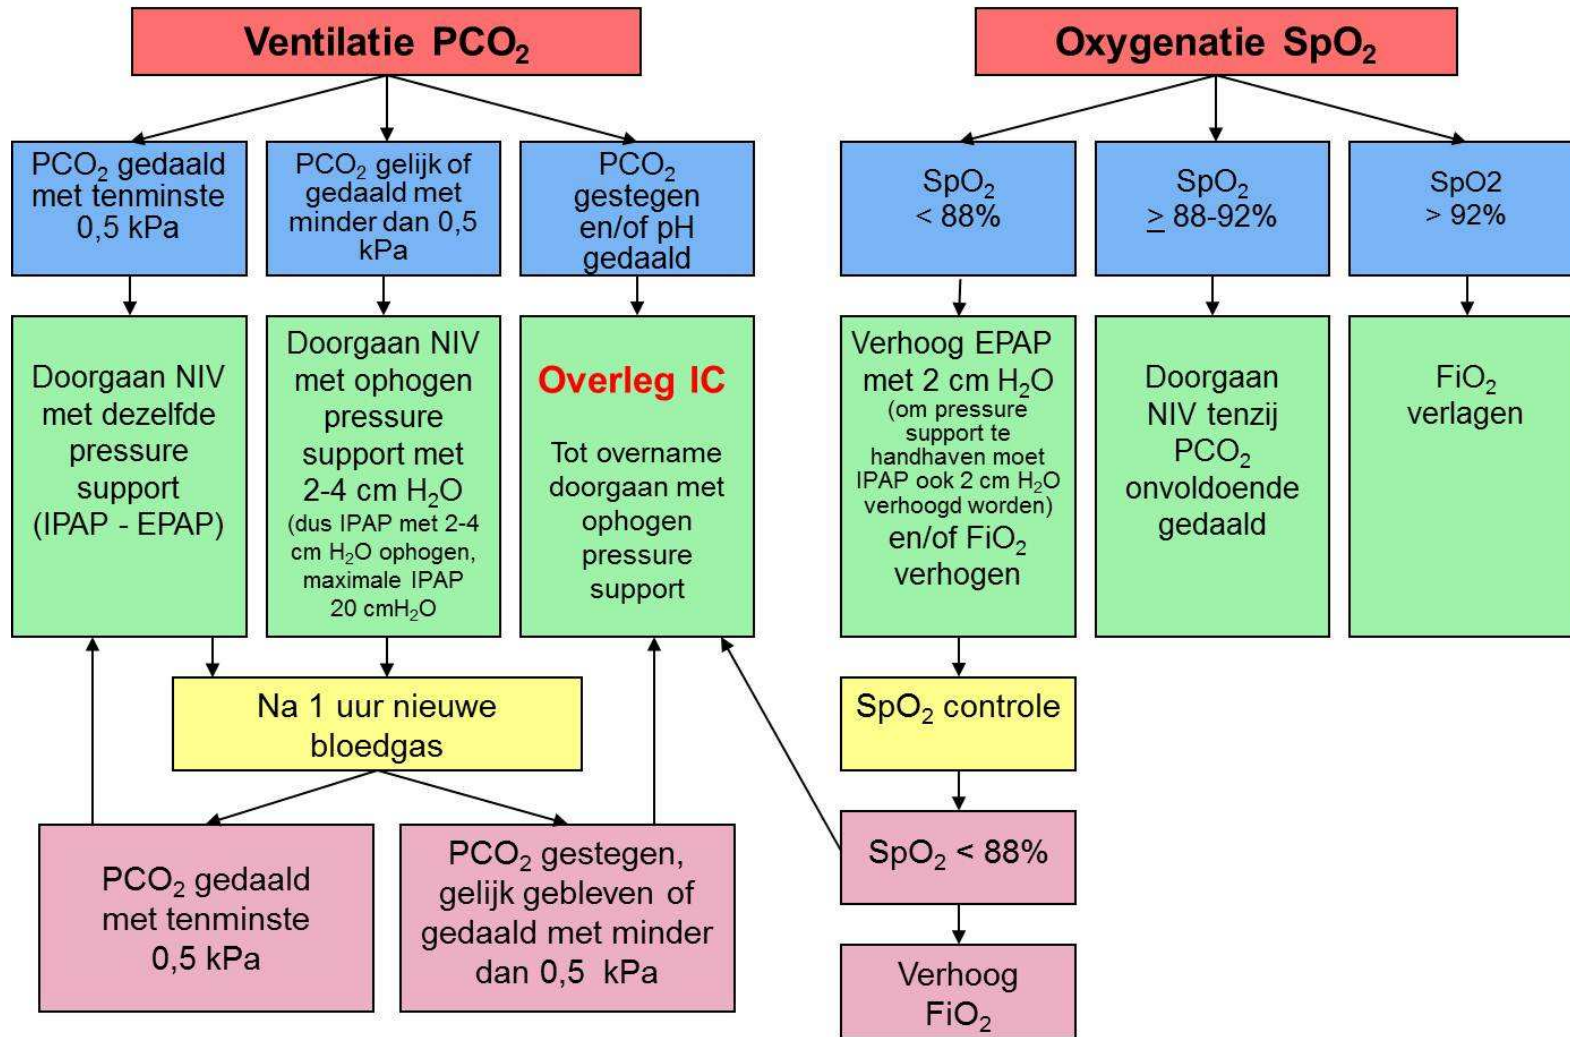 Ventilatie PCO₂
Oxygenatie SpO₂
PCO₂ gedaald
met tenminste
0,5 kPa
PCO₂ gelijk of
gedaald met
minder dan 0,5
kPa
PCO₂
gestegen
en/of pH
gedaald
SpO₂
< 88%
SpO₂
≥ 88-92%
SpO2
> 92%
Doorgaan NIV
met dezelfde
pressure
support
(IPAP - EPAP)
Doorgaan NIV
met ophogen
pressure
support met
2-4 cm H₂O
(dus IPAP met 2-4
cm H₂O ophogen,
maximale IPAP
20 cmH₂O
Overleg IC
Tot overname
doorgaan met
ophogen
pressure
support
Verhoog EPAP
met 2 cm H₂O
(om pressure
support te
handhaven moet
IPAP ook 2 cm H₂O
verhoogd worden)
en/of FiO₂
verhogen
Doorgaan
NIV tenzij
PCO₂
onvoldoende
gedaald
FiO₂
verlagen
Na 1 uur nieuwe
bloedgas
SpO₂ controle
PCO₂ gedaald
met tenminste
0,5 kPa
PCO₂ gestegen,
gelijk gebleven of
gedaald met minder
dan 0,5 kPa
SpO₂ < 88%
Verhoog
FiO₂